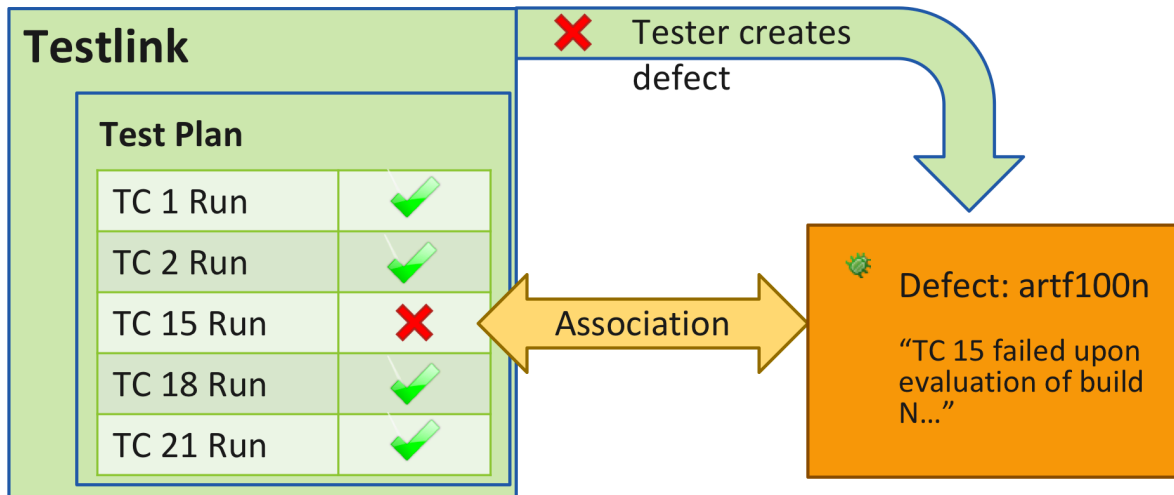 Testlink
Tester creates
defect
Test Plan
TC 1 Run
TC 2 Run
TC 15 Run
TC 18 Run
TC 21 Run
Association
Defect: artf100n
“TC 15 failed upon
evaluation of build
N...”